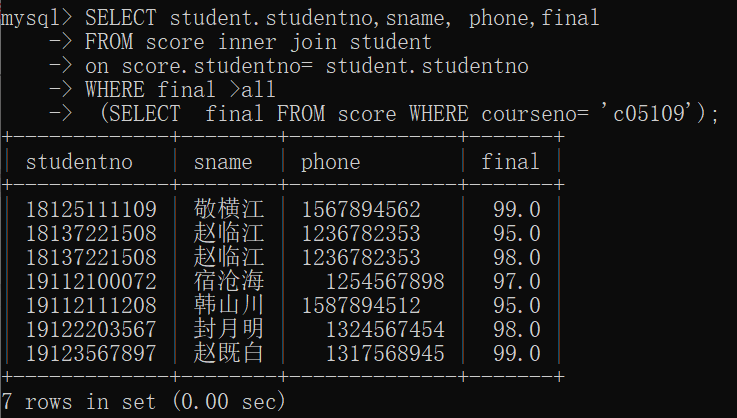 mysql> SELECT student.studentno,sname, phone,final
    -> FROM score inner join student
    -> on score.studentno= student.studentno
    -> WHERE final >all
    ->  (SELECT  final FROM score WHERE courseno= 'c05109');
+-------------+--------+-------------+-------+
| studentno   | sname  | phone       | final |
+-------------+--------+-------------+-------+
| 18125111109 | 敬横江 | 1567894562  |  99.0 |
| 18137221508 | 赵临江 | 1236782353  |  95.0 |
| 18137221508 | 赵临江 | 1236782353  |  98.0 |
| 19112100072 | 宿沧海 |   1254567898 |  97.0 |
| 19112111208 | 韩山川 | 1587894512  |  95.0 |
| 19122203567 | 封月明 |   1324567454 |  98.0 |
| 19123567897 | 赵既白 |   1317568945 |  99.0 |
+-------------+--------+-------------+-------+
7 rows in set (0.00 sec)